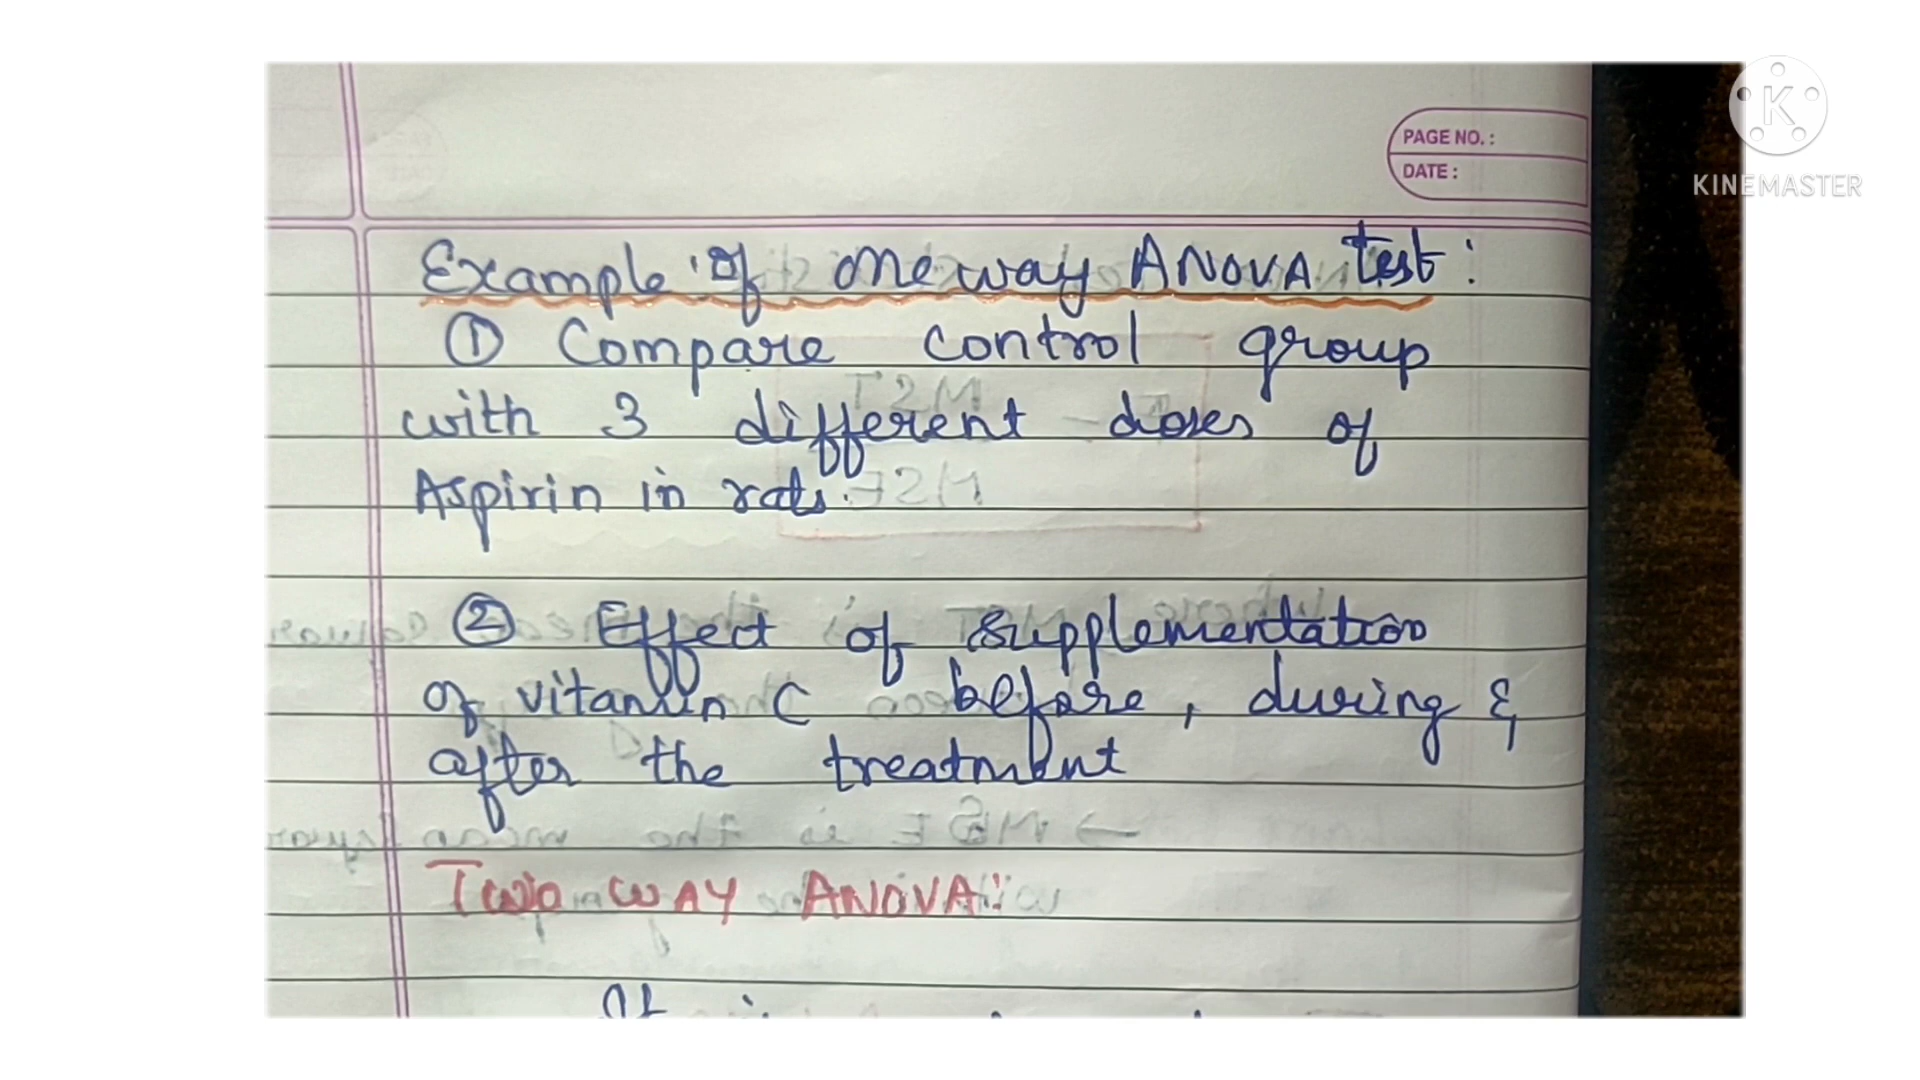 PAGE NO. :
DATE :
KINEMASTER
Example of one way ANOVA test :
① Compare control group
with 3 different doses of
Aspirin in rats.
② Effect of supplementation
of vitamin C before, during &
after the treatment
TWO WAY ANOVA: